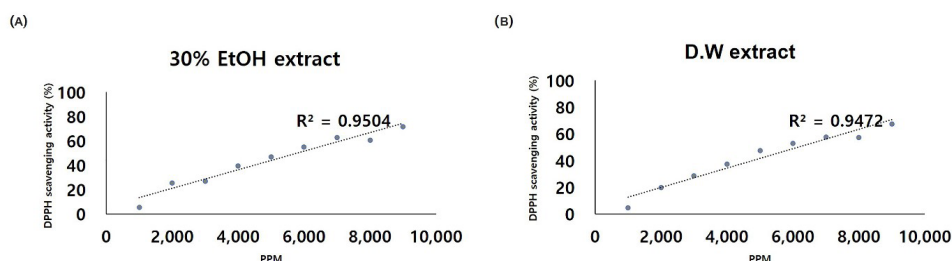 (A)
30% EtOH extract
DPPH scavenging activity (%)
100
80
60
40
20
0
R² = 0.9504
0 2,000 4,000 6,000 8,000 10,000
PPM
(B)
D.W extract
DPPH scavenging activity (%)
100
80
60
40
20
0
R² = 0.9472
0 2,000 4,000 6,000 8,000 10,000
PPM